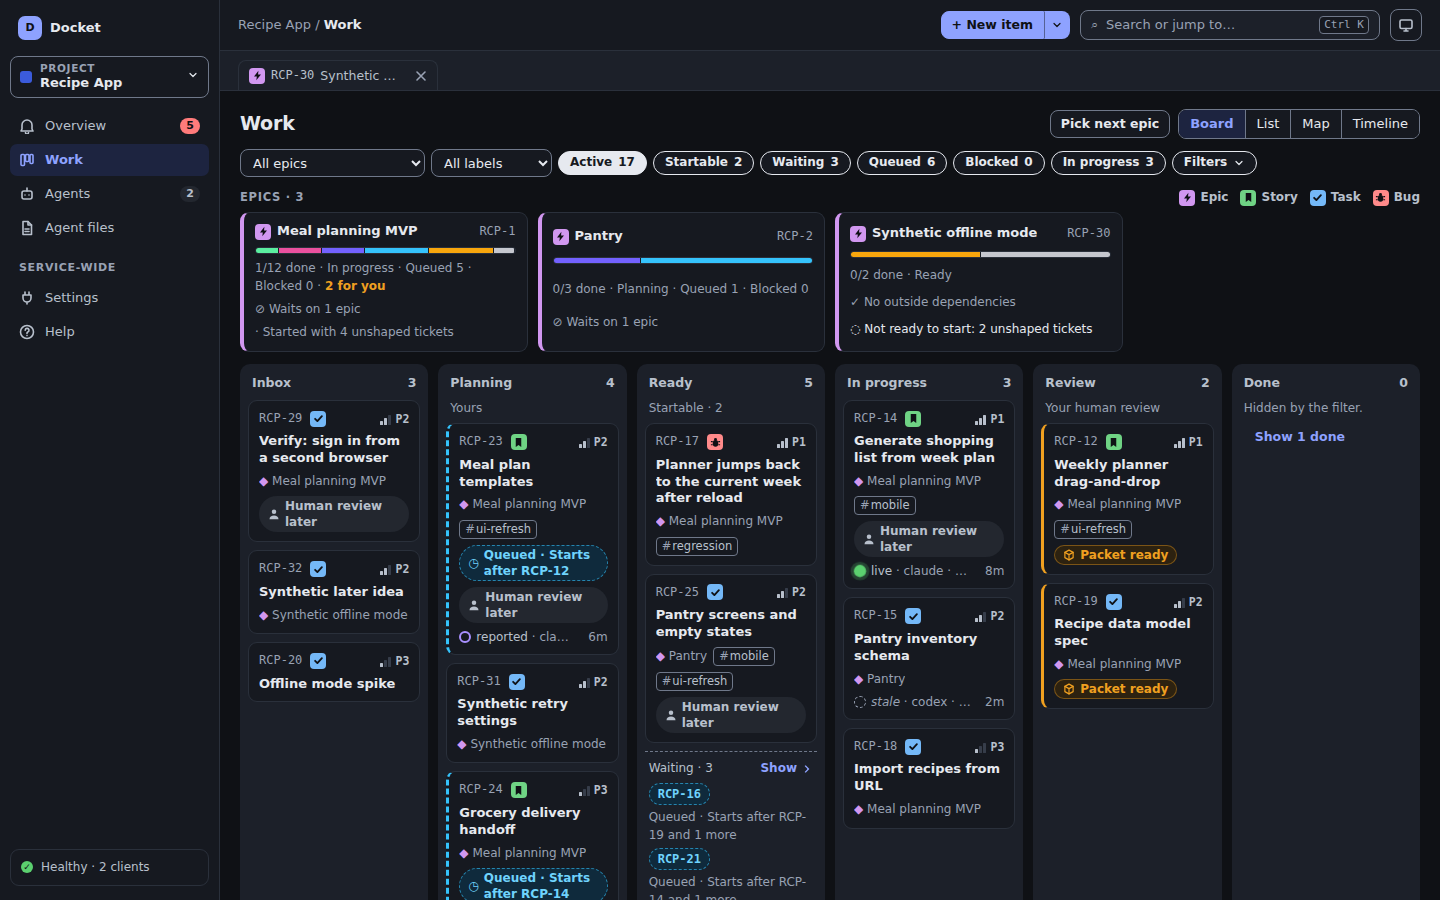 D Docket
PROJECT
Recipe App
Overview 5
Work
Agents 2
Agent files
SERVICE-WIDE
Settings
Help
Healthy · 2 clients
Recipe App / Work
+ New item
Search or jump to…
Ctrl K
RCP-30 Synthetic …
Work
Pick next epic
Board List Map Timeline
All epics
All labels
Active 17
Startable 2
Waiting 3
Queued 6
Blocked 0
In progress 3
Filters
EPICS · 3
Epic Story Task Bug
Meal planning MVP RCP-1
1/12 done · In progress · Queued 5 ·
Blocked 0 · 2 for you
Waits on 1 epic
· Started with 4 unshaped tickets
Pantry RCP-2
0/3 done · Planning · Queued 1 · Blocked 0
Waits on 1 epic
Synthetic offline mode RCP-30
0/2 done · Ready
✓ No outside dependencies
Not ready to start: 2 unshaped tickets
Inbox 3
RCP-29 P2
Verify: sign in from
a second browser
Meal planning MVP
Human review
later
RCP-32 P2
Synthetic later idea
Synthetic offline mode
RCP-20 P3
Offline mode spike
Planning 4
Yours
RCP-23 P2
Meal plan
templates
Meal planning MVP
#ui-refresh
Queued · Starts
after RCP-12
Human review
later
reported · cla… 6m
RCP-31 P2
Synthetic retry
settings
Synthetic offline mode
RCP-24 P3
Grocery delivery
handoff
Meal planning MVP
Queued · Starts
after RCP-14
Ready 5
Startable · 2
RCP-17 P1
Planner jumps back
to the current week
after reload
Meal planning MVP
#regression
RCP-25 P2
Pantry screens and
empty states
Pantry #mobile
#ui-refresh
Human review
later
Waiting · 3 Show
RCP-16
Queued · Starts after RCP-
19 and 1 more
RCP-21
Queued · Starts after RCP-
14 and 1 more
In progress 3
RCP-14 P1
Generate shopping
list from week plan
Meal planning MVP
#mobile
Human review
later
live · claude · … 8m
RCP-15 P2
Pantry inventory
schema
Pantry
stale · codex · … 2m
RCP-18 P3
Import recipes from
URL
Meal planning MVP
Review 2
Your human review
RCP-12 P1
Weekly planner
drag-and-drop
Meal planning MVP
#ui-refresh
Packet ready
RCP-19 P2
Recipe data model
spec
Meal planning MVP
Packet ready
Done 0
Hidden by the filter.
Show 1 done